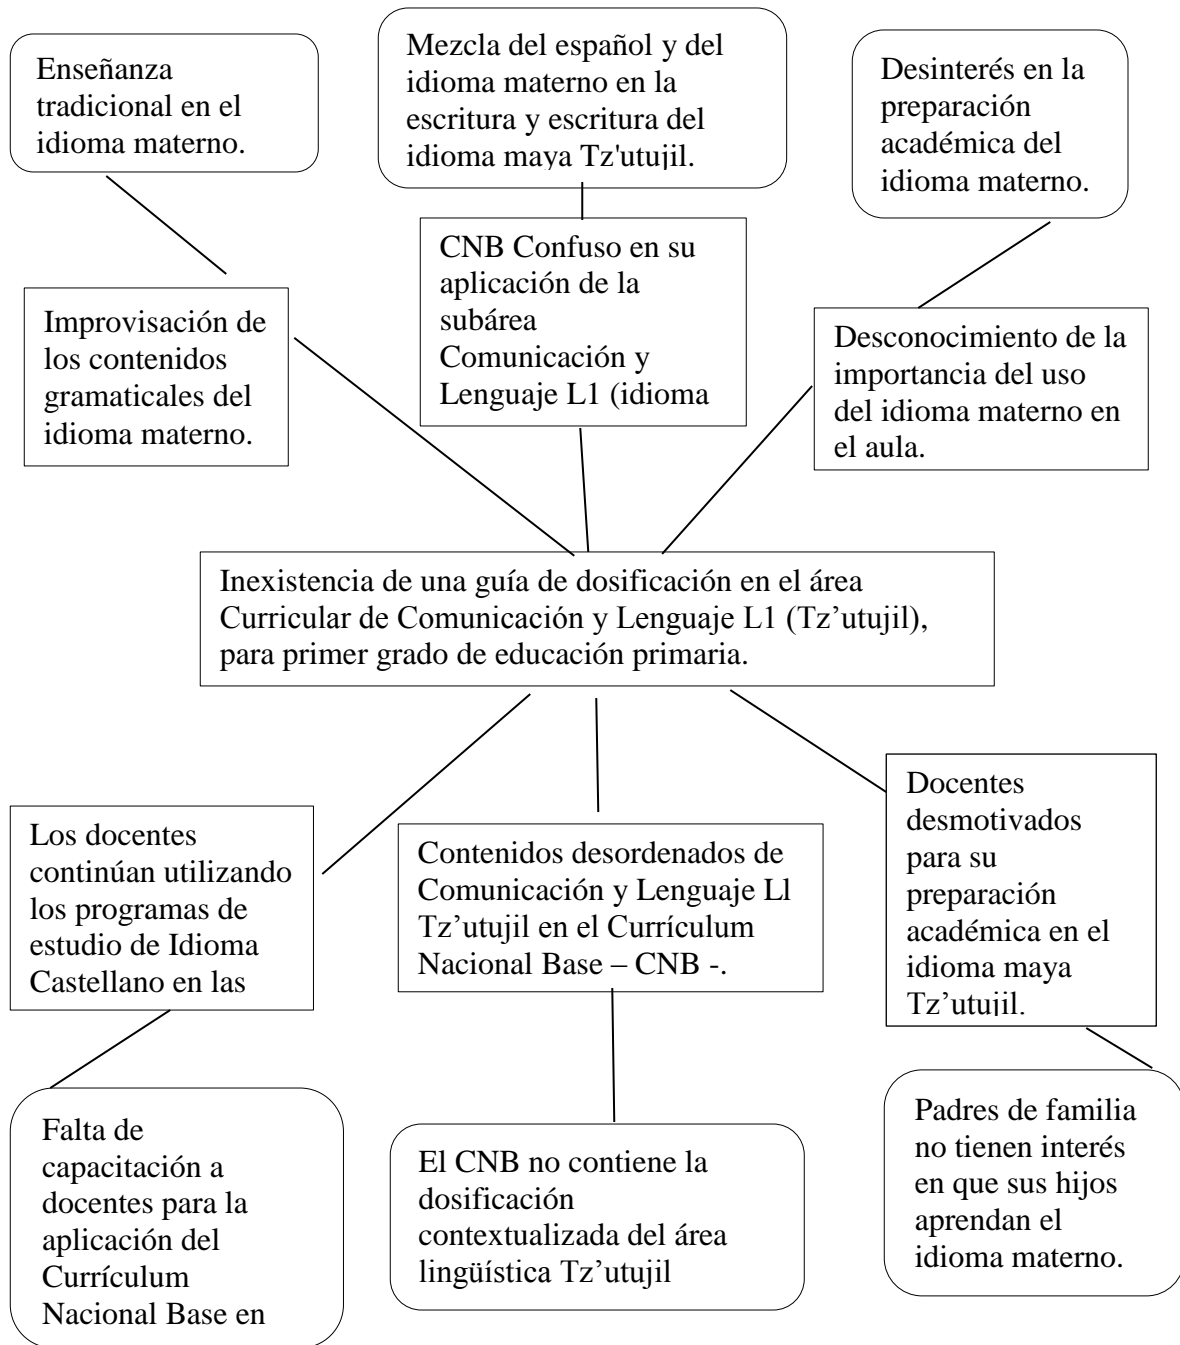 Enseñanza
tradicional en el
idioma materno.
Mezcla del español y del
idioma materno en la
escritura y escritura del
idioma maya Tz'utujil.
Desinterés en la
preparación
académica del
idioma materno.
Improvisación de
los contenidos
gramaticales del
idioma materno.
CNB Confuso en su
aplicación de la
subárea
Comunicación y
Lenguaje L1 (idioma
Desconocimiento de la
importancia del uso
del idioma materno en
el aula.
Inexistencia de una guía de dosificación en el área
Curricular de Comunicación y Lenguaje L1 (Tz’utujil),
para primer grado de educación primaria.
Los docentes
continúan utilizando
los programas de
estudio de Idioma
Castellano en las
Contenidos desordenados de
Comunicación y Lenguaje Ll
Tz’utujil en el Currículum
Nacional Base – CNB -.
Docentes
desmotivados
para su
preparación
académica en el
idioma maya
Tz’utujil.
Falta de
capacitación a
docentes para la
aplicación del
Currículum
Nacional Base en
El CNB no contiene la
dosificación
contextualizada del área
lingüística Tz’utujil
Padres de familia
no tienen interés
en que sus hijos
aprendan el
idioma materno.